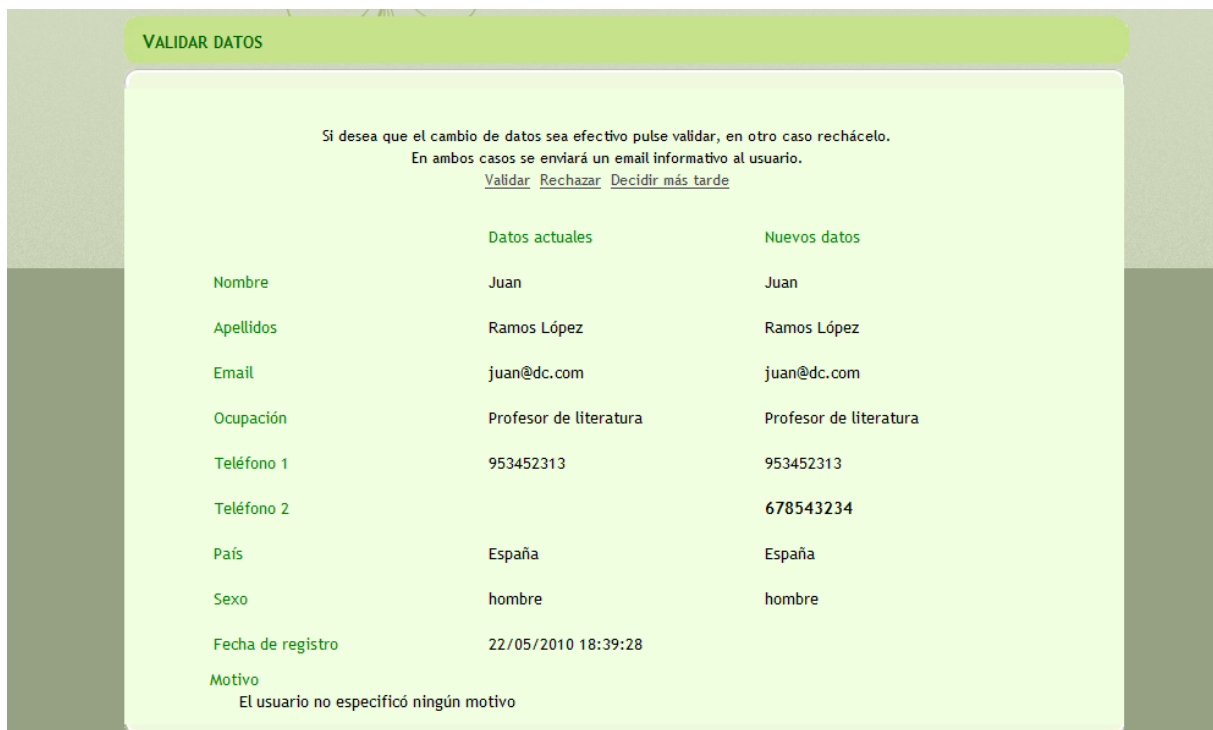 VALIDAR DATOS
Si desea que el cambio de datos sea efectivo pulse validar, en otro caso rechácelo.
En ambos casos se enviará un email informativo al usuario.
Validar Rechazar Decidir más tarde
Datos actuales Nuevos datos
Nombre Juan Juan
Apellidos Ramos López Ramos López
Email juan@dc.com juan@dc.com
Ocupación Profesor de literatura Profesor de literatura
Teléfono 1 953452313 953452313
Teléfono 2 678543234
País España España
Sexo hombre hombre
Fecha de registro 22/05/2010 18:39:28
Motivo
El usuario no especificó ningún motivo